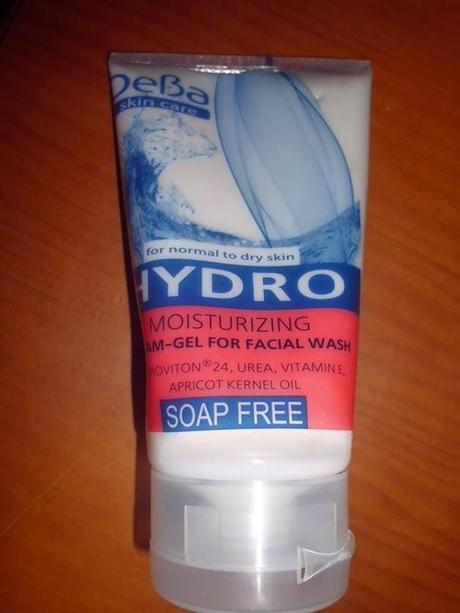 DeBa
skin care
for normal to dry skin
HYDRO
MOISTURIZING
AM-GEL FOR FACIAL WASH
ROVITON®24, UREA, VITAMIN E,
APRICOT KERNEL OIL
SOAP FREE